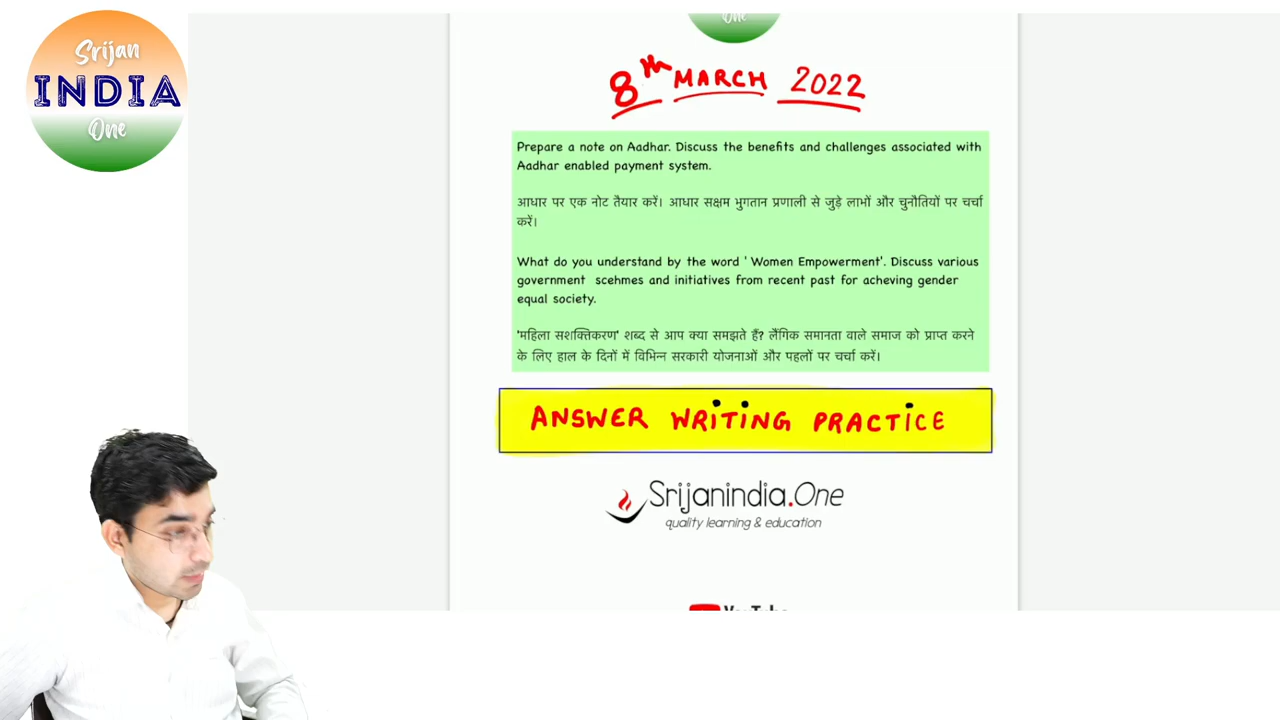 Srijan
INDIA
One
One
8th MARCH 2022
Prepare a note on Aadhar. Discuss the benefits and challenges associated with
Aadhar enabled payment system.
आधार पर एक नोट तैयार करें। आधार सक्षम भुगतान प्रणाली से जुड़े लाभों और चुनौतियों पर चर्चा
करें।
What do you understand by the word ' Women Empowerment'. Discuss various
government scehmes and initiatives from recent past for acheving gender
equal society.
'महिला सशक्तिकरण' शब्द से आप क्या समझते हैं? लैंगिक समानता वाले समाज को प्राप्त करने
के लिए हाल के दिनों में विभिन्न सरकारी योजनाओं और पहलों पर चर्चा करें।
ANSWER WRITING PRACTICE
Srijanindia.One
quality learning & education
YouTube